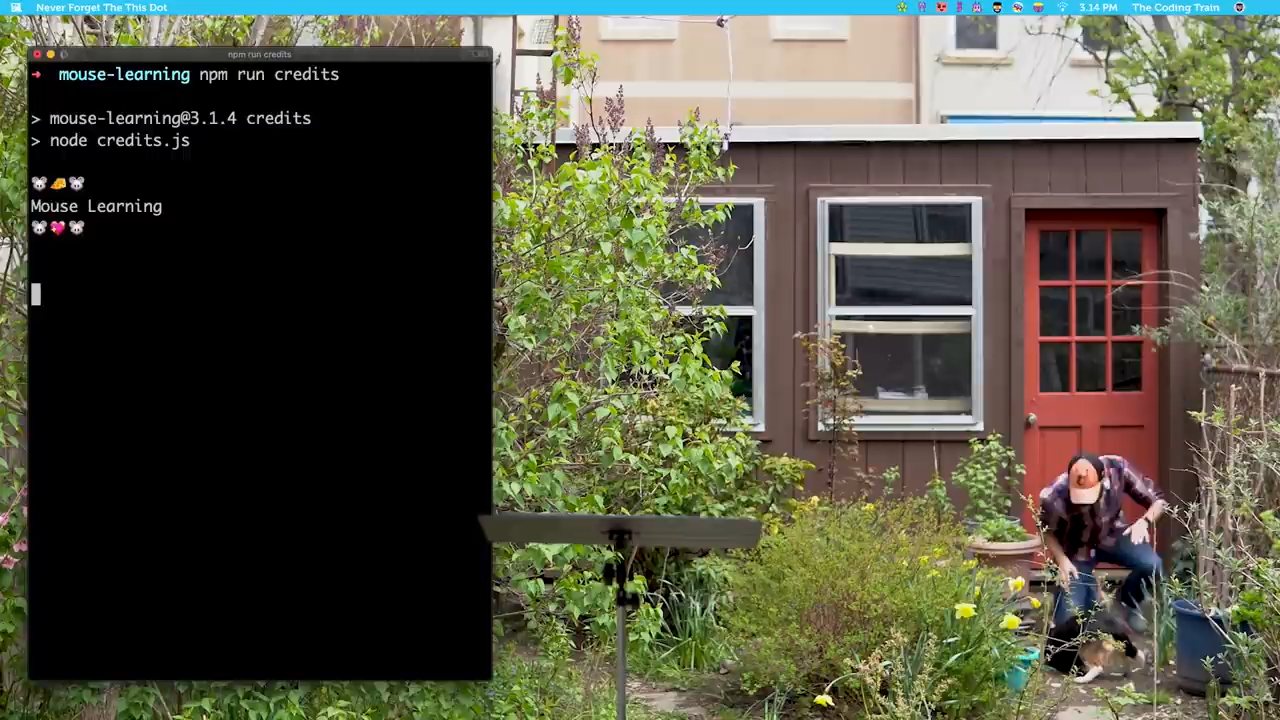 Never Forget The This Dot
3.14 PM The Coding Train
npm run credits
mouse-learning npm run credits
> mouse-learning@3.1.4 credits
> node credits.js
Mouse Learning